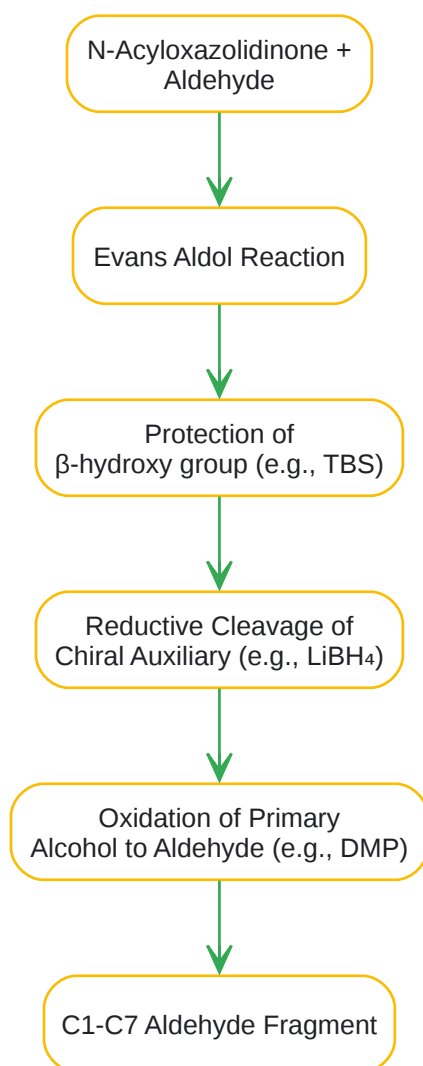 N-Acyloxazolidinone +
Aldehyde
Evans Aldol Reaction
Protection of
β-hydroxy group (e.g., TBS)
Reductive Cleavage of
Chiral Auxiliary (e.g., LiBH₄)
Oxidation of Primary
Alcohol to Aldehyde (e.g., DMP)
C1-C7 Aldehyde Fragment